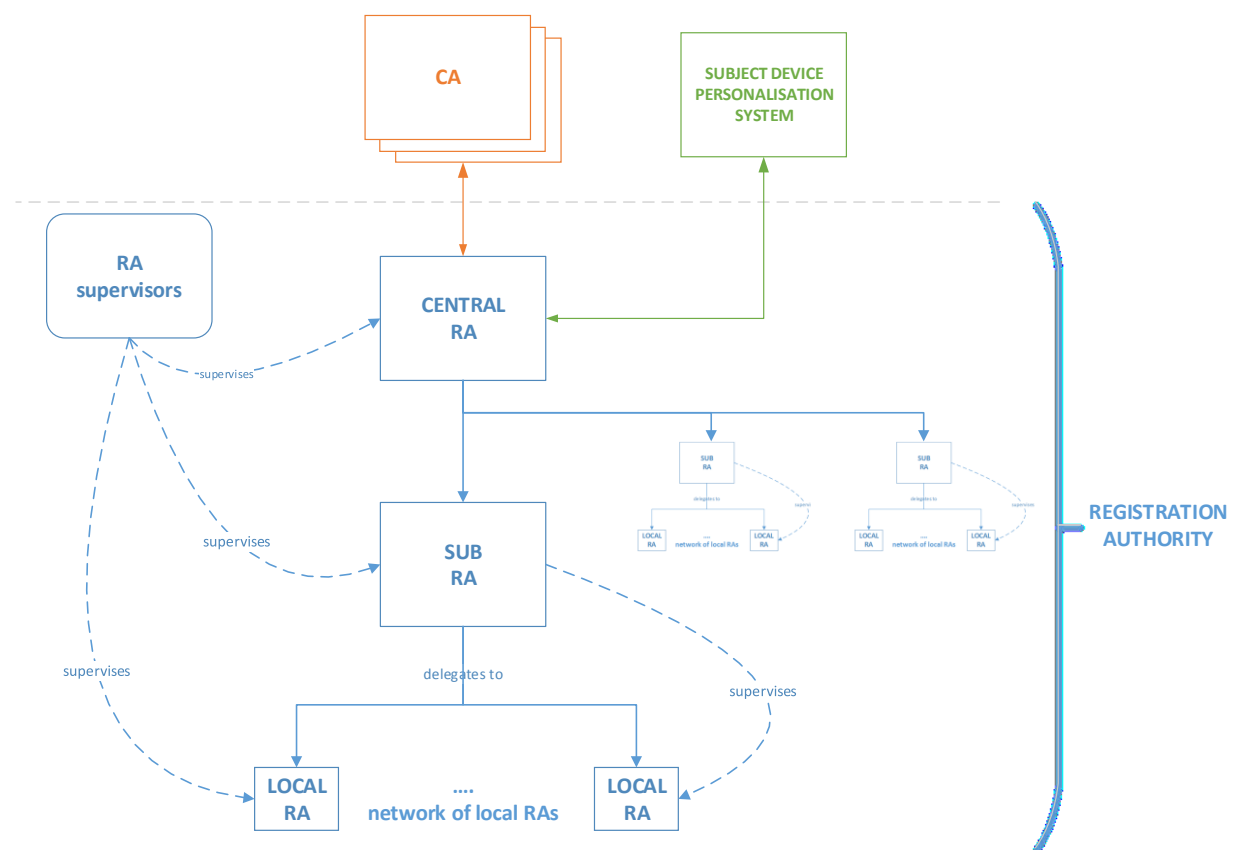 CA
SUBJECT DEVICE
PERSONALISATION
SYSTEM
RA
supervisors
CENTRAL
RA
supervises
SUB
RA
delegates to
supervis
LOCAL
RA
....
network of local RAs
LOCAL
RA
SUB
RA
delegates to
supervises
LOCAL
RA
....
network of local RAs
LOCAL
RA
REGISTRATION
AUTHORITY
supervises
SUB
RA
supervises
delegates to
supervises
LOCAL
RA
....
network of local RAs
LOCAL
RA